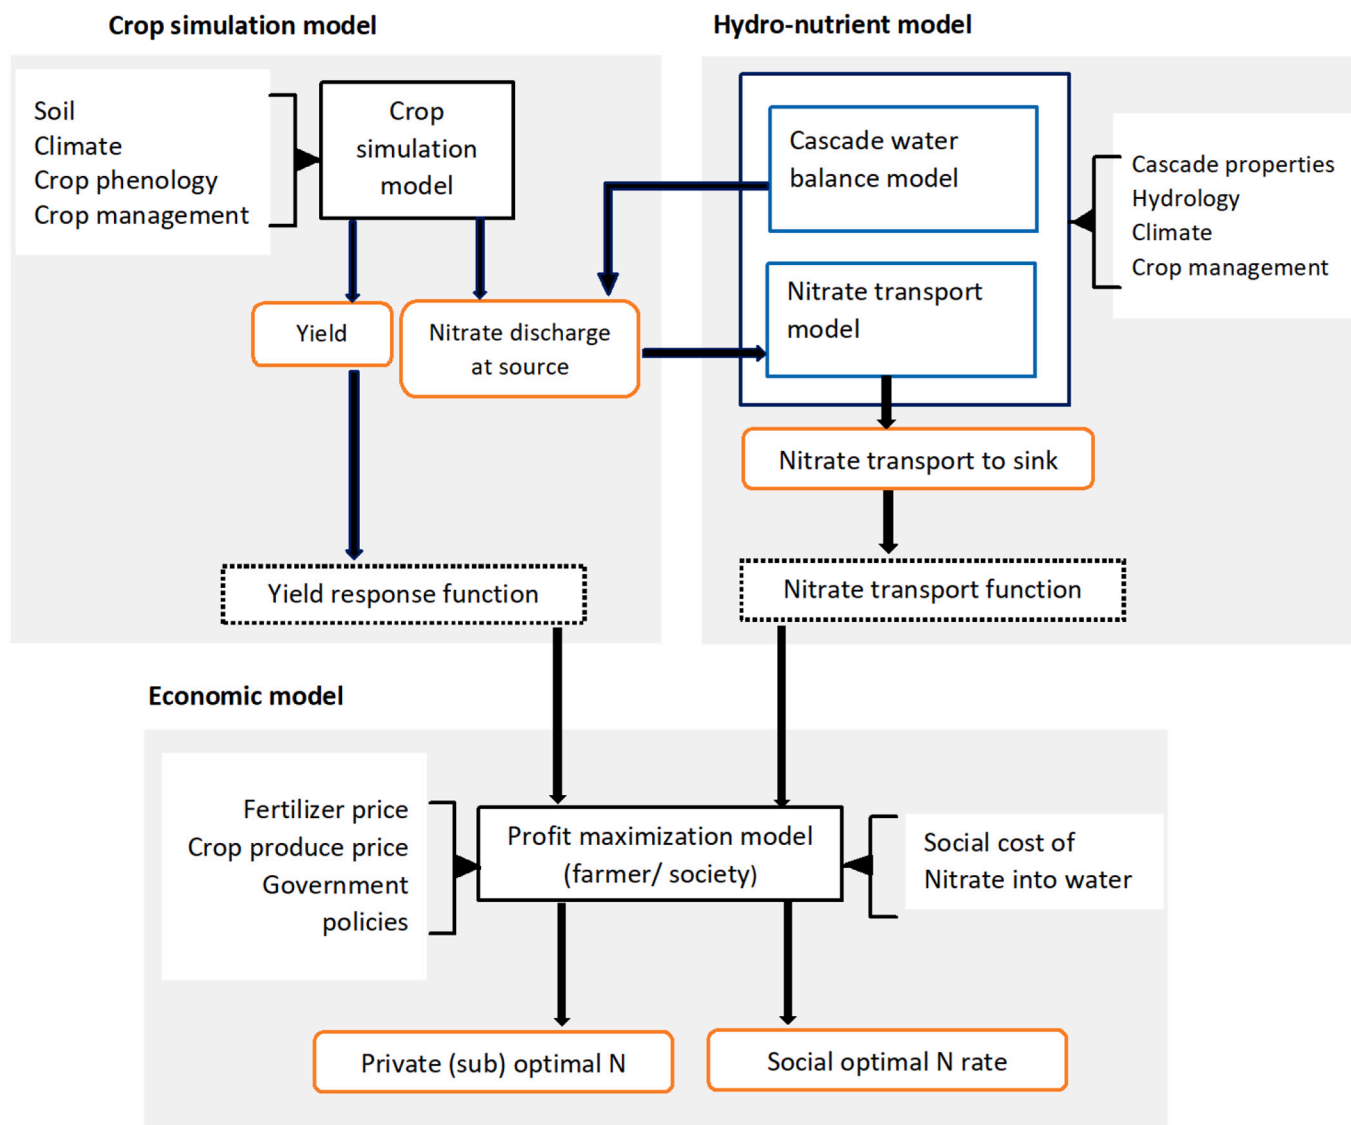 Crop simulation model
Soil
Climate
Crop phenology
Crop management
Crop
simulation
model
Yield
Nitrate discharge
at source
Yield response function
Hydro-nutrient model
Cascade water
balance model
Nitrate transport
model
Cascade properties
Hydrology
Climate
Crop management
Nitrate transport to sink
Nitrate transport function
Economic model
Fertilizer price
Crop produce price
Government
policies
Profit maximization model
(farmer/ society)
Social cost of
Nitrate into water
Private (sub) optimal N
Social optimal N rate